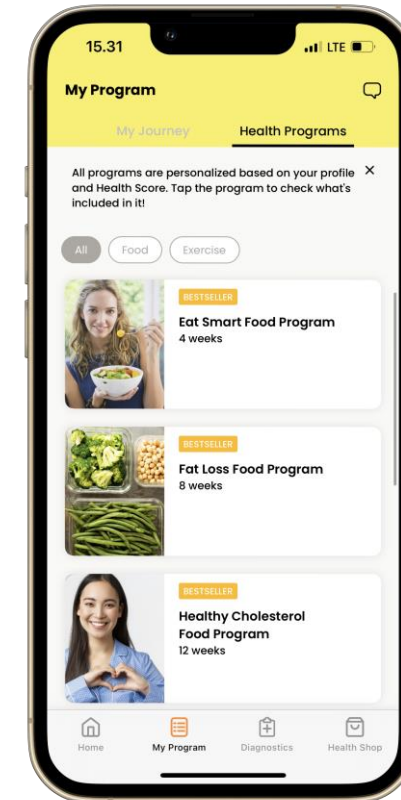 15.31
LTE
My Program
My Journey
Health Programs
All programs are personalized based on your profile
and Health Score. Tap the program to check what's
included in it!
All
Food
Exercise
BESTSELLER
Eat Smart Food Program
4 weeks
BESTSELLER
Fat Loss Food Program
8 weeks
BESTSELLER
Healthy Cholesterol
Food Program
12 weeks
Home
My Program
Diagnostics
Health Shop